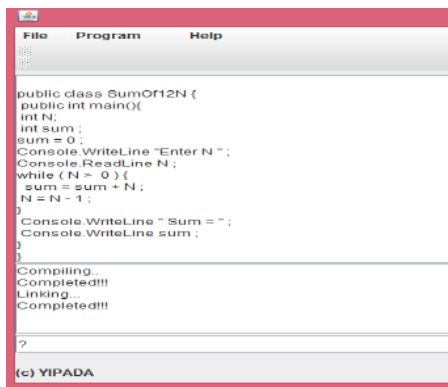 File Program Help
public class SumOf12N {
public int main(){
int N;
int sum ;
sum = 0 ;
Console.WriteLine "Enter N " ;
Console.ReadLine N ;
while ( N > 0 ) {
sum = sum + N ;
N = N - 1 ;
}
Console.WriteLine " Sum = " ;
Console.WriteLine sum ;
}
}
Compiling..
Completed!!!
Linking...
Completed!!!
?
(c) YIPADA